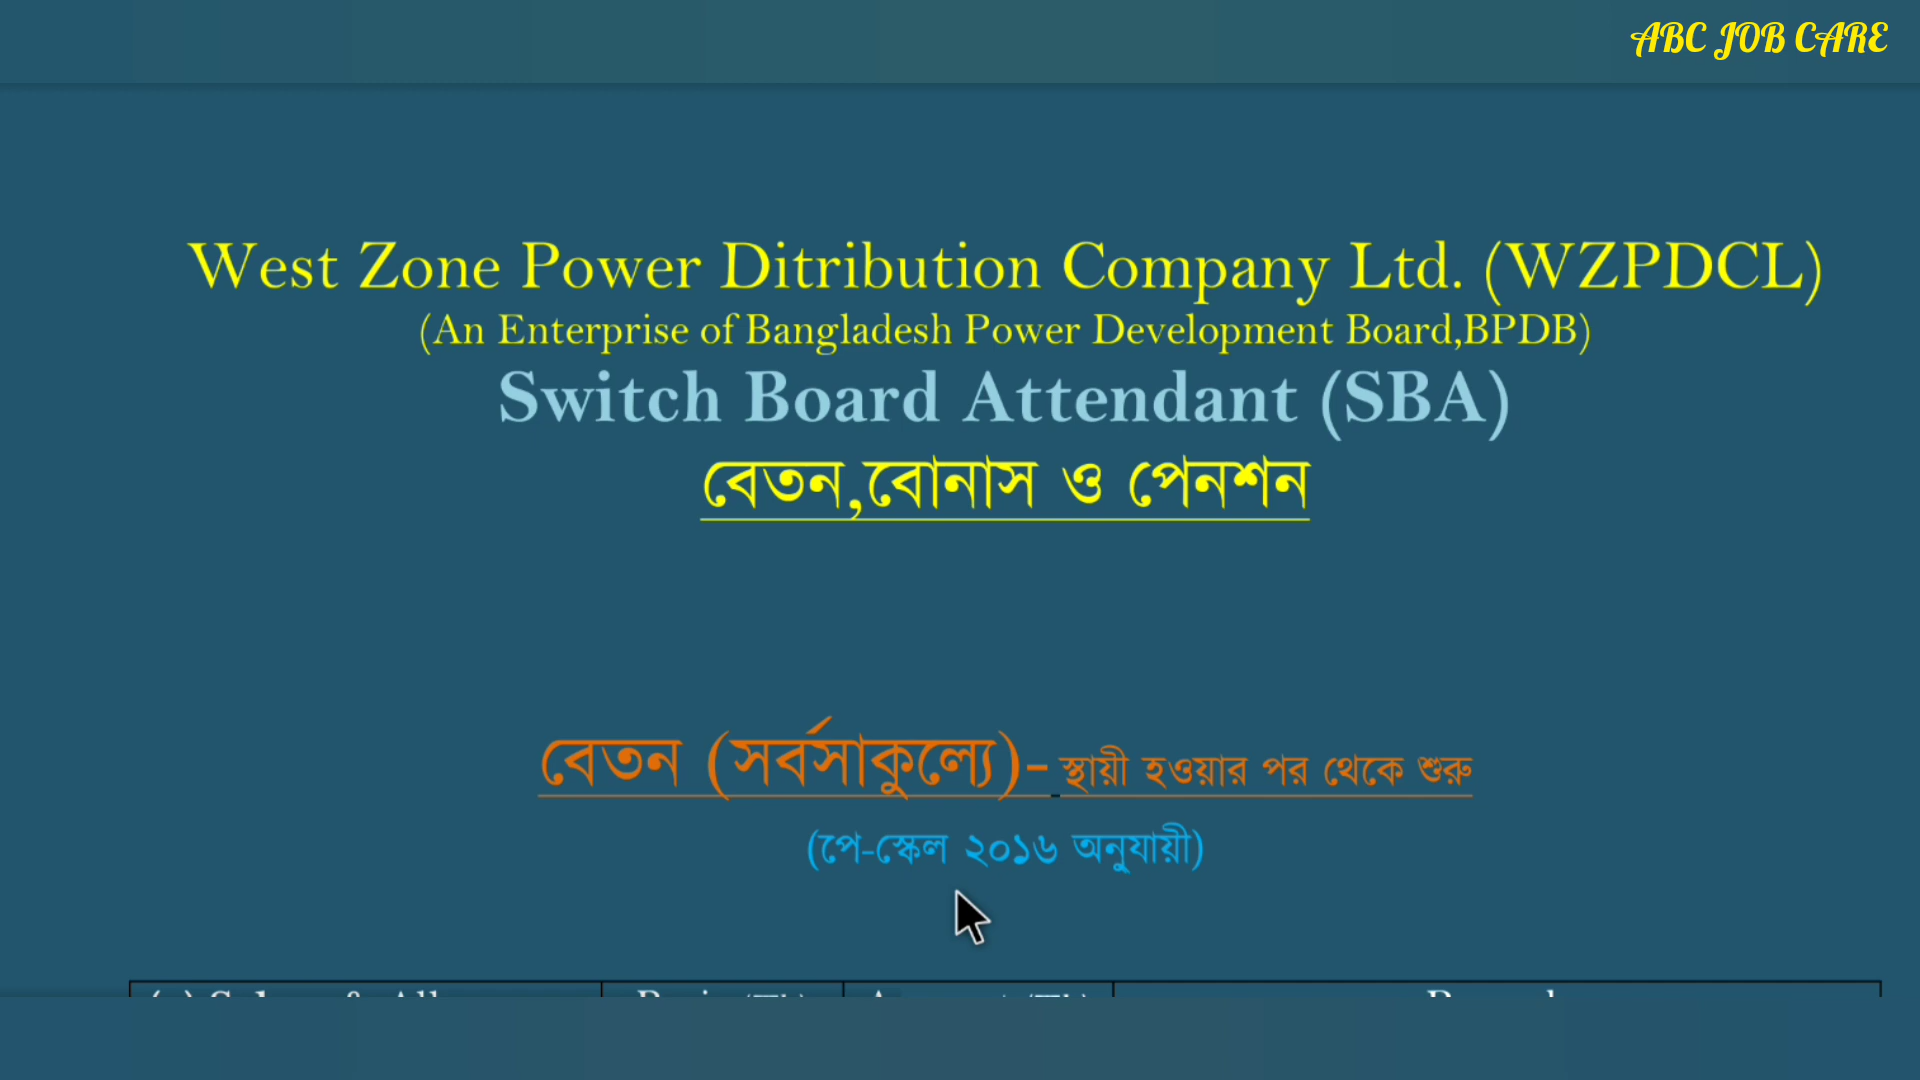 ABC JOB CARE
West Zone Power Ditribution Company Ltd. (WZPDCL)
(An Enterprise of Bangladesh Power Development Board,BPDB)
Switch Board Attendant (SBA)
বেতন,বোনাস ও পেনশন
বেতন (সর্বসাকুল্যে)- স্থায়ী হওয়ার পর থেকে শুরু
(পে-স্কেল ২০১৬ অনুযায়ী)